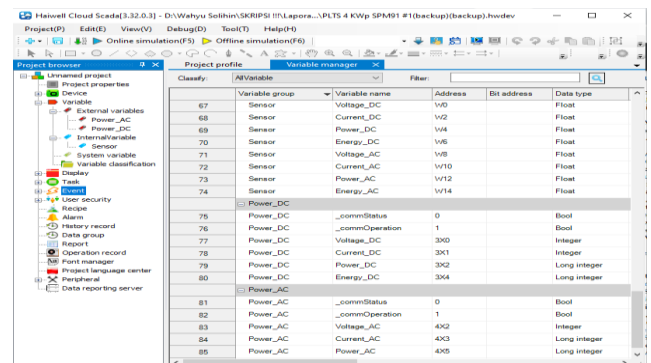 Haiwell Cloud Scada[3.32.0.3] - D:\Wahyu Solihin\SKRIPSI !!!\Lapora...\PLTS 4 KWp SPM91 #1(backup)(backup).hwdev
Project(P) Edit(E) View(V) Debug(D) Tool(T) Help(H)
Online simulation(F5) Offline simulation(F6)
Project browser
Unnamed project
Project properties
Device
Variable
External variables
Power_AC
Power_DC
InternalVariable
Sensor
System variable
Variable classification
Display
Task
Event
User security
Recipe
Alarm
History record
Data group
Report
Operation record
Font manager
Project language center
Peripheral
Data reporting server
Project profile Variable manager
Classify: AllVariable Filter:
Variable group Variable name Address Bit address Data type
67 Sensor Voltage_DC W0 Float
68 Sensor Current_DC W2 Float
69 Sensor Power_DC W4 Float
70 Sensor Energy_DC W6 Float
71 Sensor Voltage_AC W8 Float
72 Sensor Current_AC W10 Float
73 Sensor Power_AC W12 Float
74 Sensor Energy_AC W14 Float
Power_DC
75 Power_DC _commStatus 0 Bool
76 Power_DC _commOperation 1 Bool
77 Power_DC Voltage_DC 3X0 Integer
78 Power_DC Current_DC 3X1 Integer
79 Power_DC Power_DC 3X2 Long integer
80 Power_DC Energy_DC 3X4 Long integer
Power_AC
81 Power_AC _commStatus 0 Bool
82 Power_AC _commOperation 1 Bool
83 Power_AC Voltage_AC 4X2 Integer
84 Power_AC Current_AC 4X3 Long integer
85 Power_AC Power_AC 4X5 Long integer